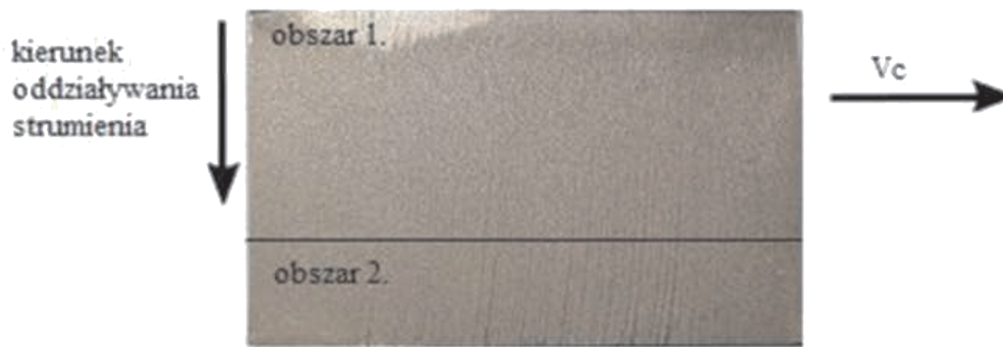 obszar 1.
kierunek
oddziaływania
strumienia
Vc
obszar 2.